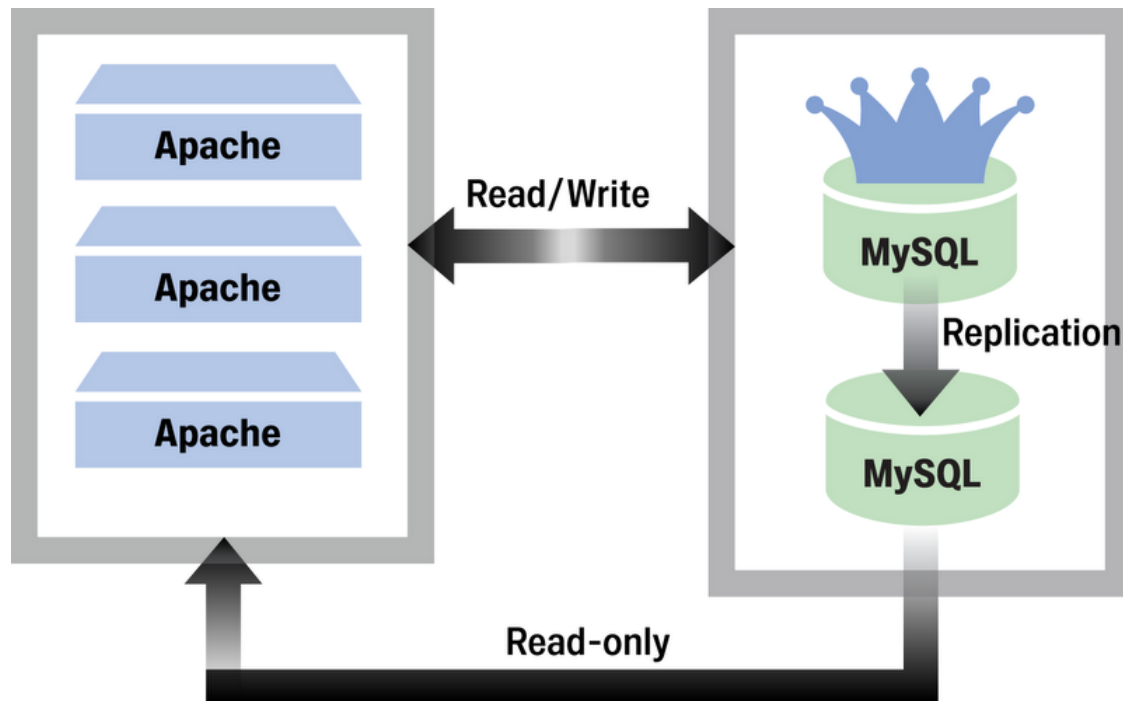 Apache
Apache
Apache
Read/Write
MySQL
Replication
MySQL
Read-only